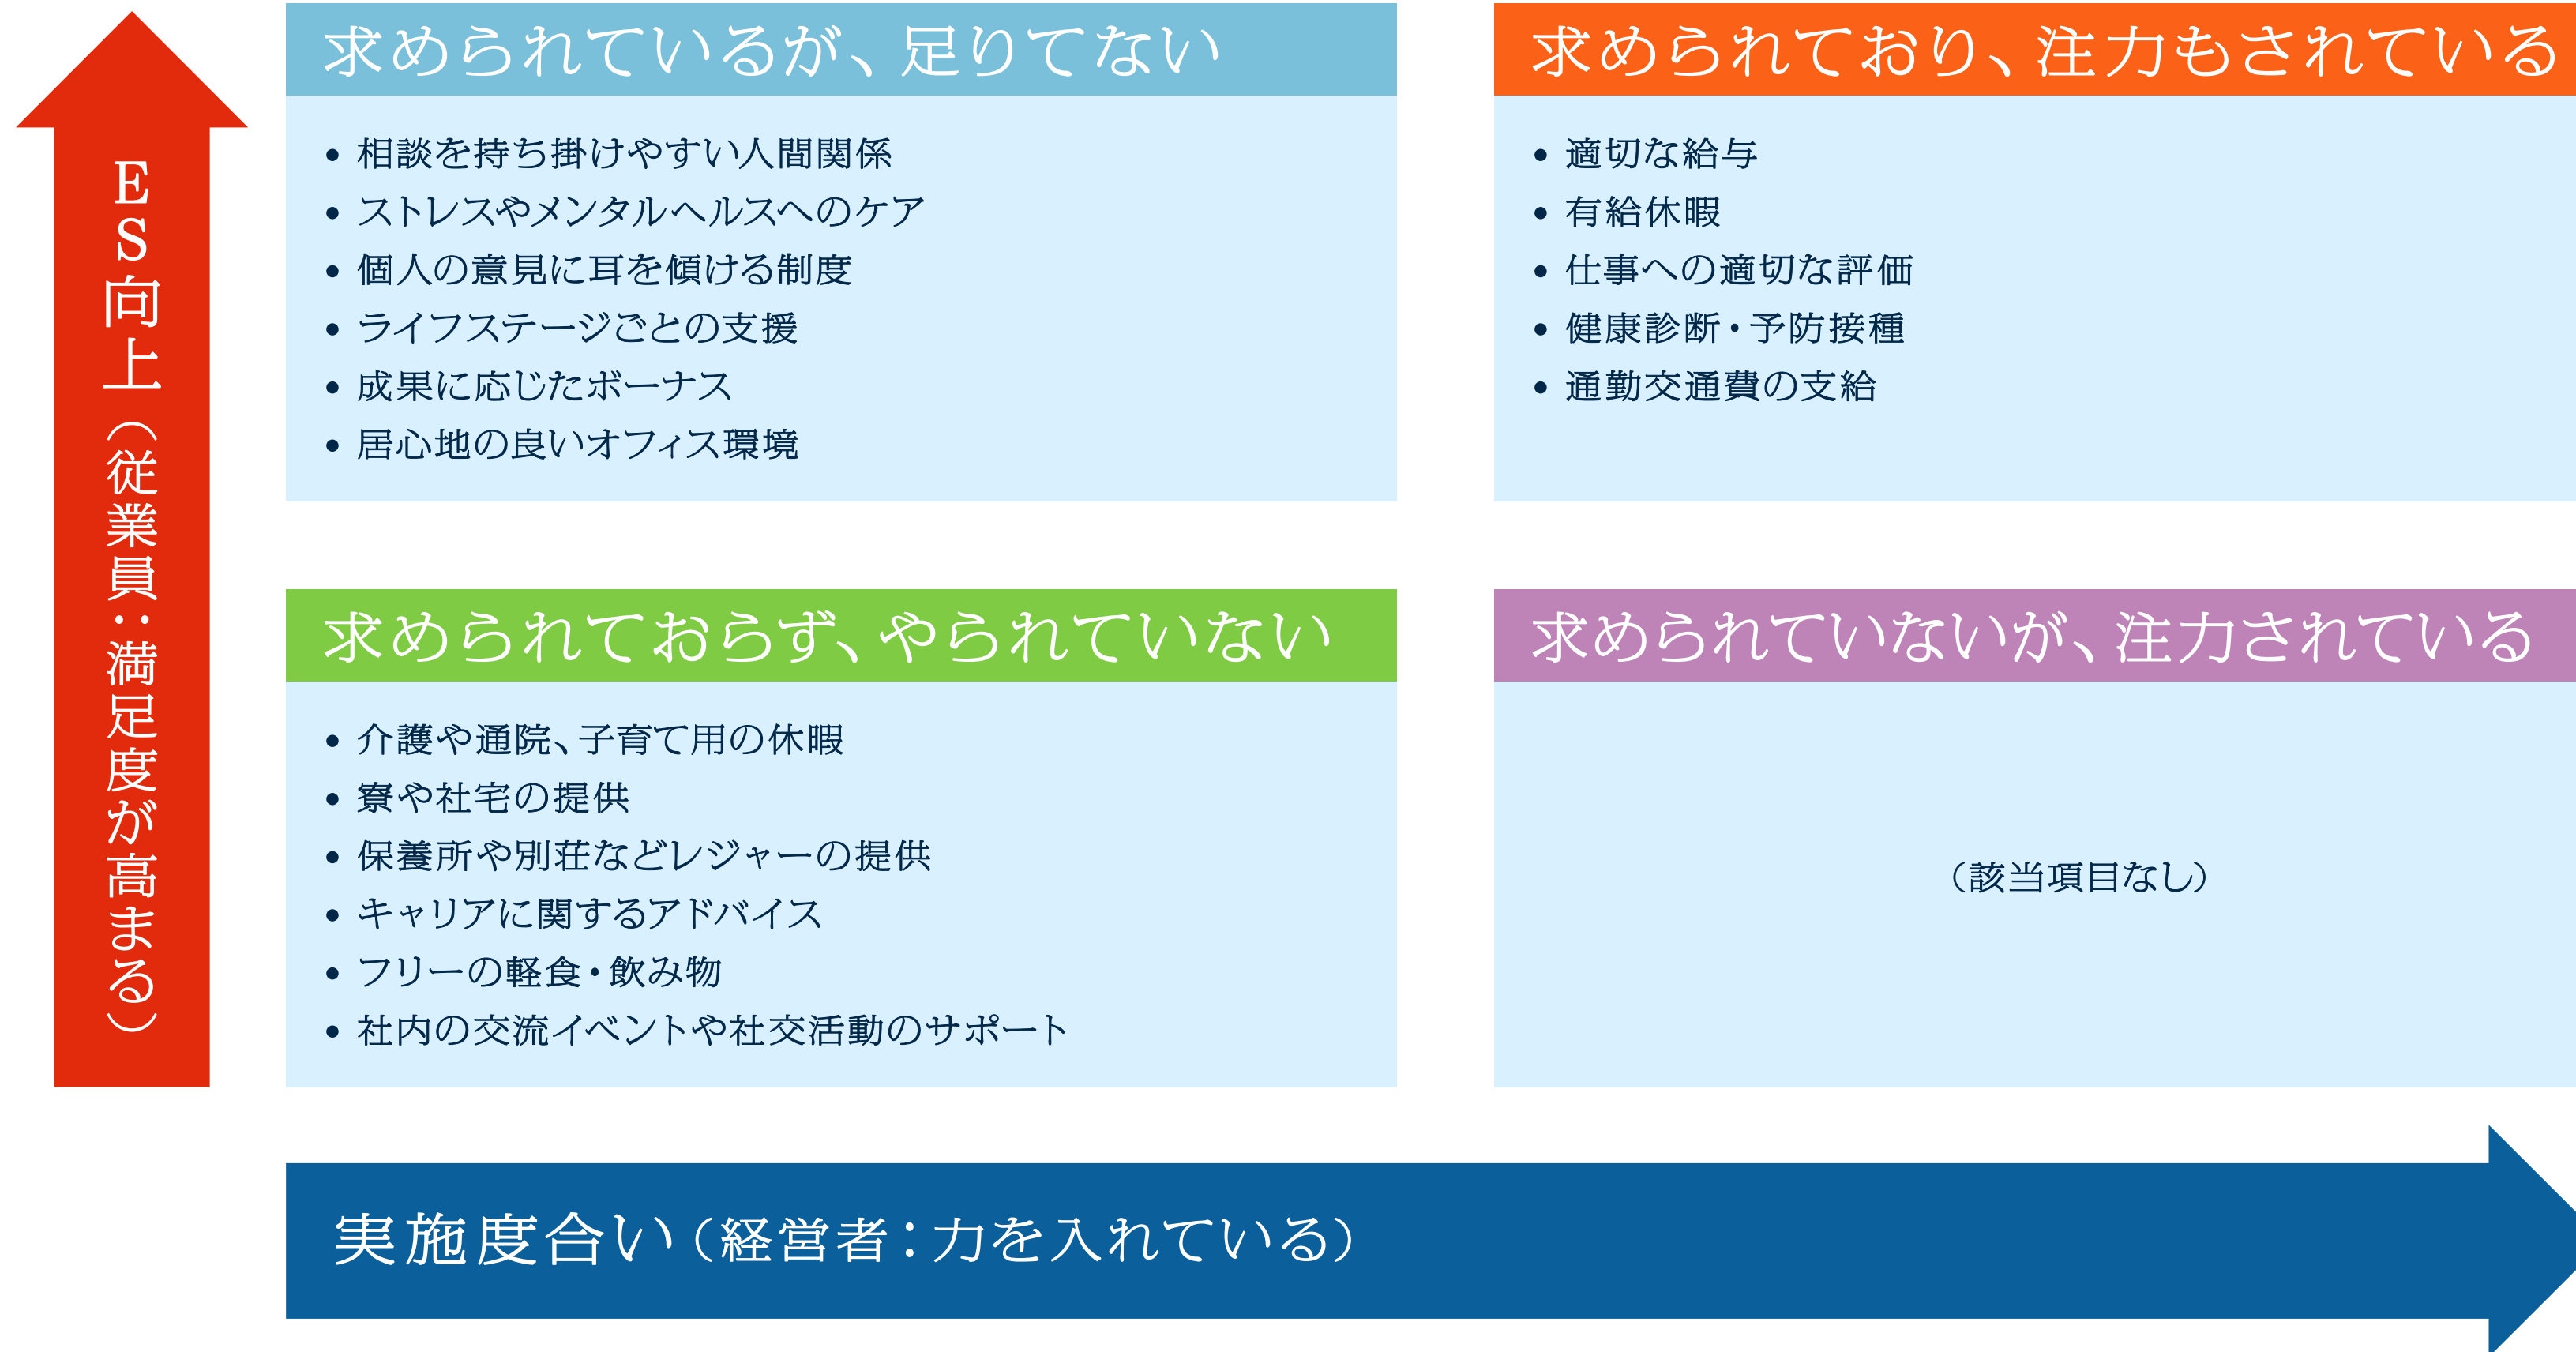 ES向上（従業員：満足度が高まる）
求められているが、足りてない
• 相談を持ち掛けやすい人間関係
• ストレスやメンタルヘルスへのケア
• 個人の意見に耳を傾ける制度
• ライフステージごとの支援
• 成果に応じたボーナス
• 居心地の良いオフィス環境
求められており、注力もされている
• 適切な給与
• 有給休暇
• 仕事への適切な評価
• 健康診断・予防接種
• 通勤交通費の支給
求められておらず、やられていない
• 介護や通院、子育て用の休暇
• 寮や社宅の提供
• 保養所や別荘などレジャーの提供
• キャリアに関するアドバイス
• フリーの軽食・飲み物
• 社内の交流イベントや社交活動のサポート
求められていないが、注力されている
（該当項目なし）
実施度合い（経営者：力を入れている）